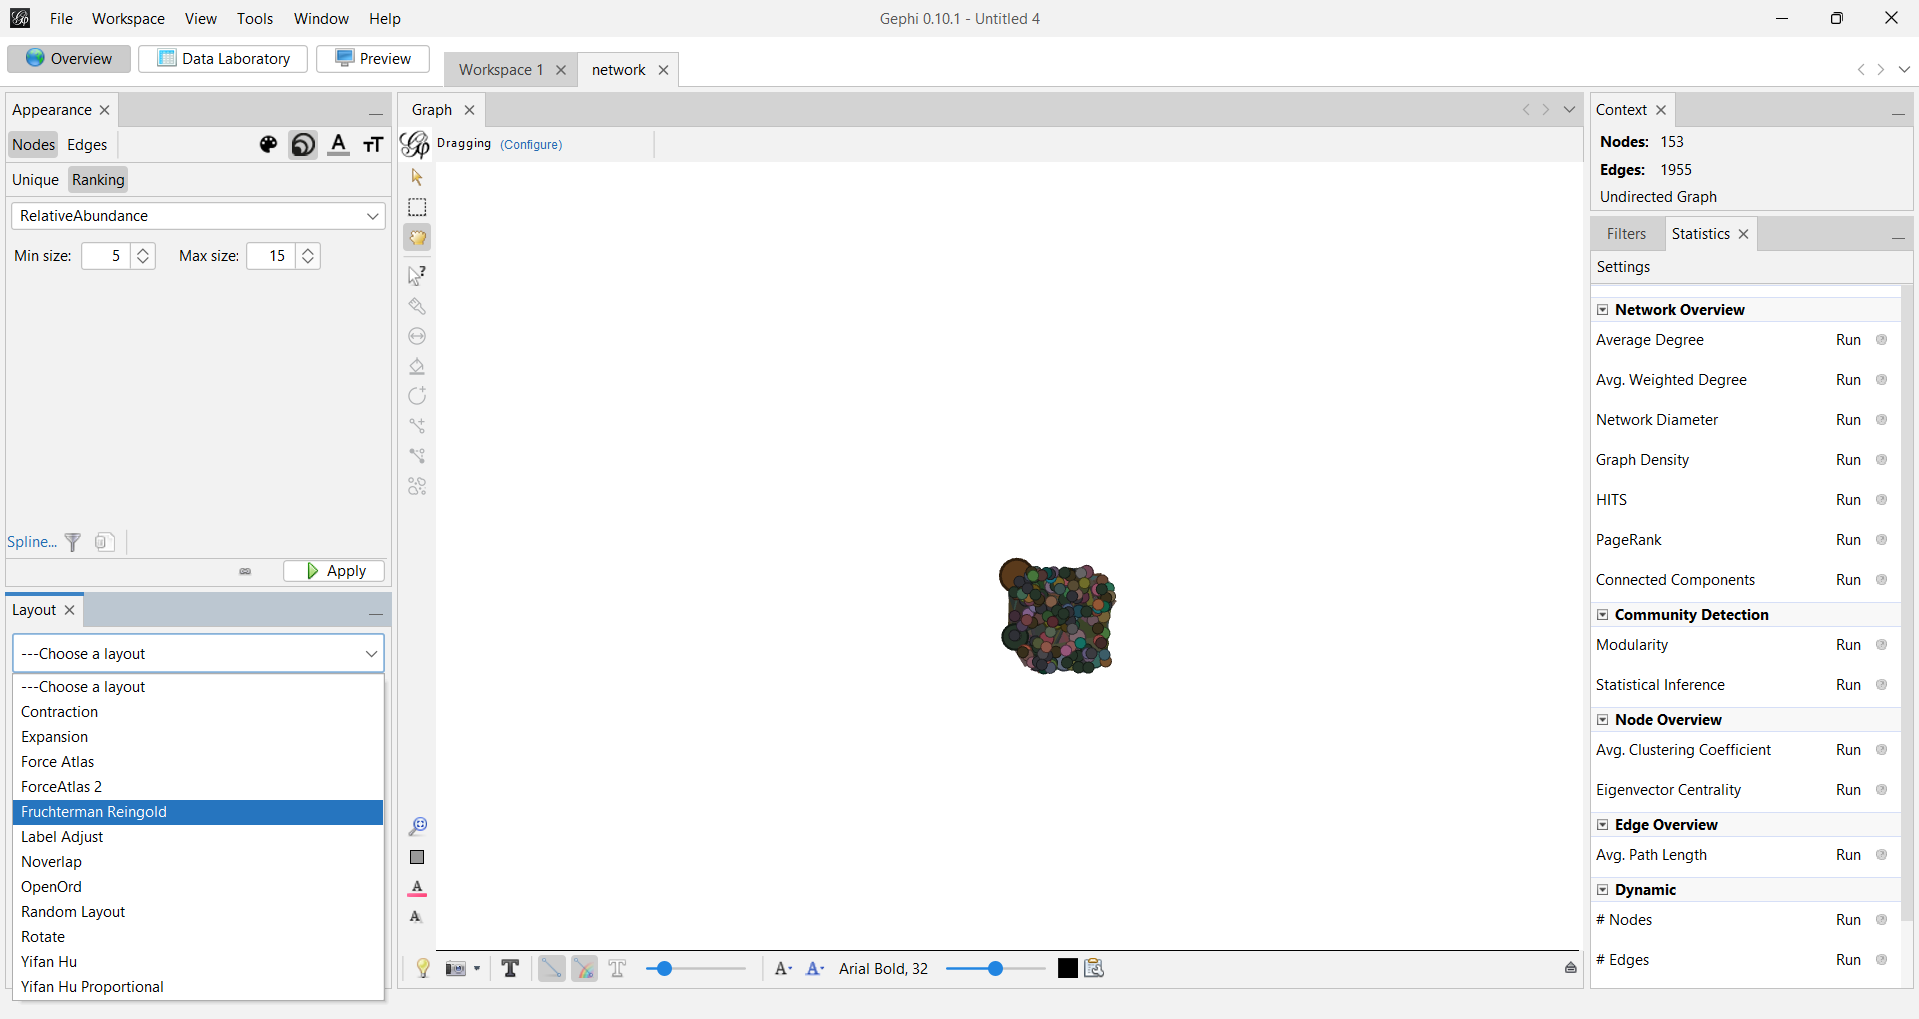 File Workspace View Tools Window Help
Gephi 0.10.1 - Untitled 4
Overview Data Laboratory Preview
Workspace 1 network
Appearance
Nodes Edges
Unique Ranking
RelativeAbundance
Min size: 5 Max size: 15
Spline...
Apply
Layout
---Choose a layout
---Choose a layout
Contraction
Expansion
Force Atlas
ForceAtlas 2
Fruchterman Reingold
Label Adjust
Noverlap
OpenOrd
Random Layout
Rotate
Yifan Hu
Yifan Hu Proportional
Graph
Dragging (Configure)
Arial Bold, 32
Context
Nodes: 153
Edges: 1955
Undirected Graph
Filters Statistics
Settings
Network Overview
Average Degree Run
Avg. Weighted Degree Run
Network Diameter Run
Graph Density Run
HITS Run
PageRank Run
Connected Components Run
Community Detection
Modularity Run
Statistical Inference Run
Node Overview
Avg. Clustering Coefficient Run
Eigenvector Centrality Run
Edge Overview
Avg. Path Length Run
Dynamic
# Nodes Run
# Edges Run